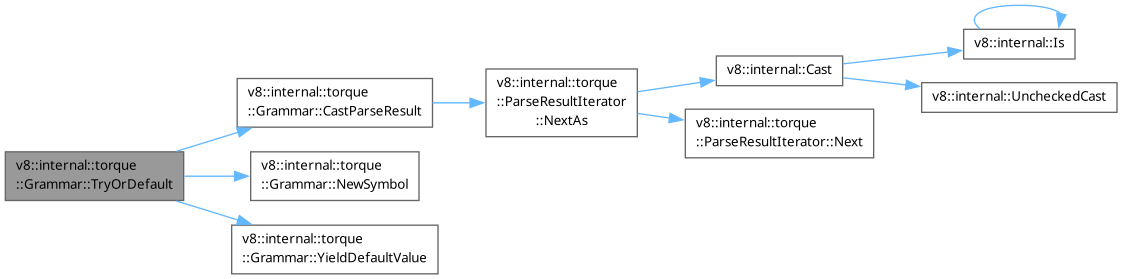 v8::internal::torque
::Grammar::TryOrDefault
v8::internal::torque
::Grammar::CastParseResult
v8::internal::torque
::ParseResultIterator
::NextAs
v8::internal::Cast
v8::internal::Is
v8::internal::UncheckedCast
v8::internal::torque
::ParseResultIterator::Next
v8::internal::torque
::Grammar::NewSymbol
v8::internal::torque
::Grammar::YieldDefaultValue